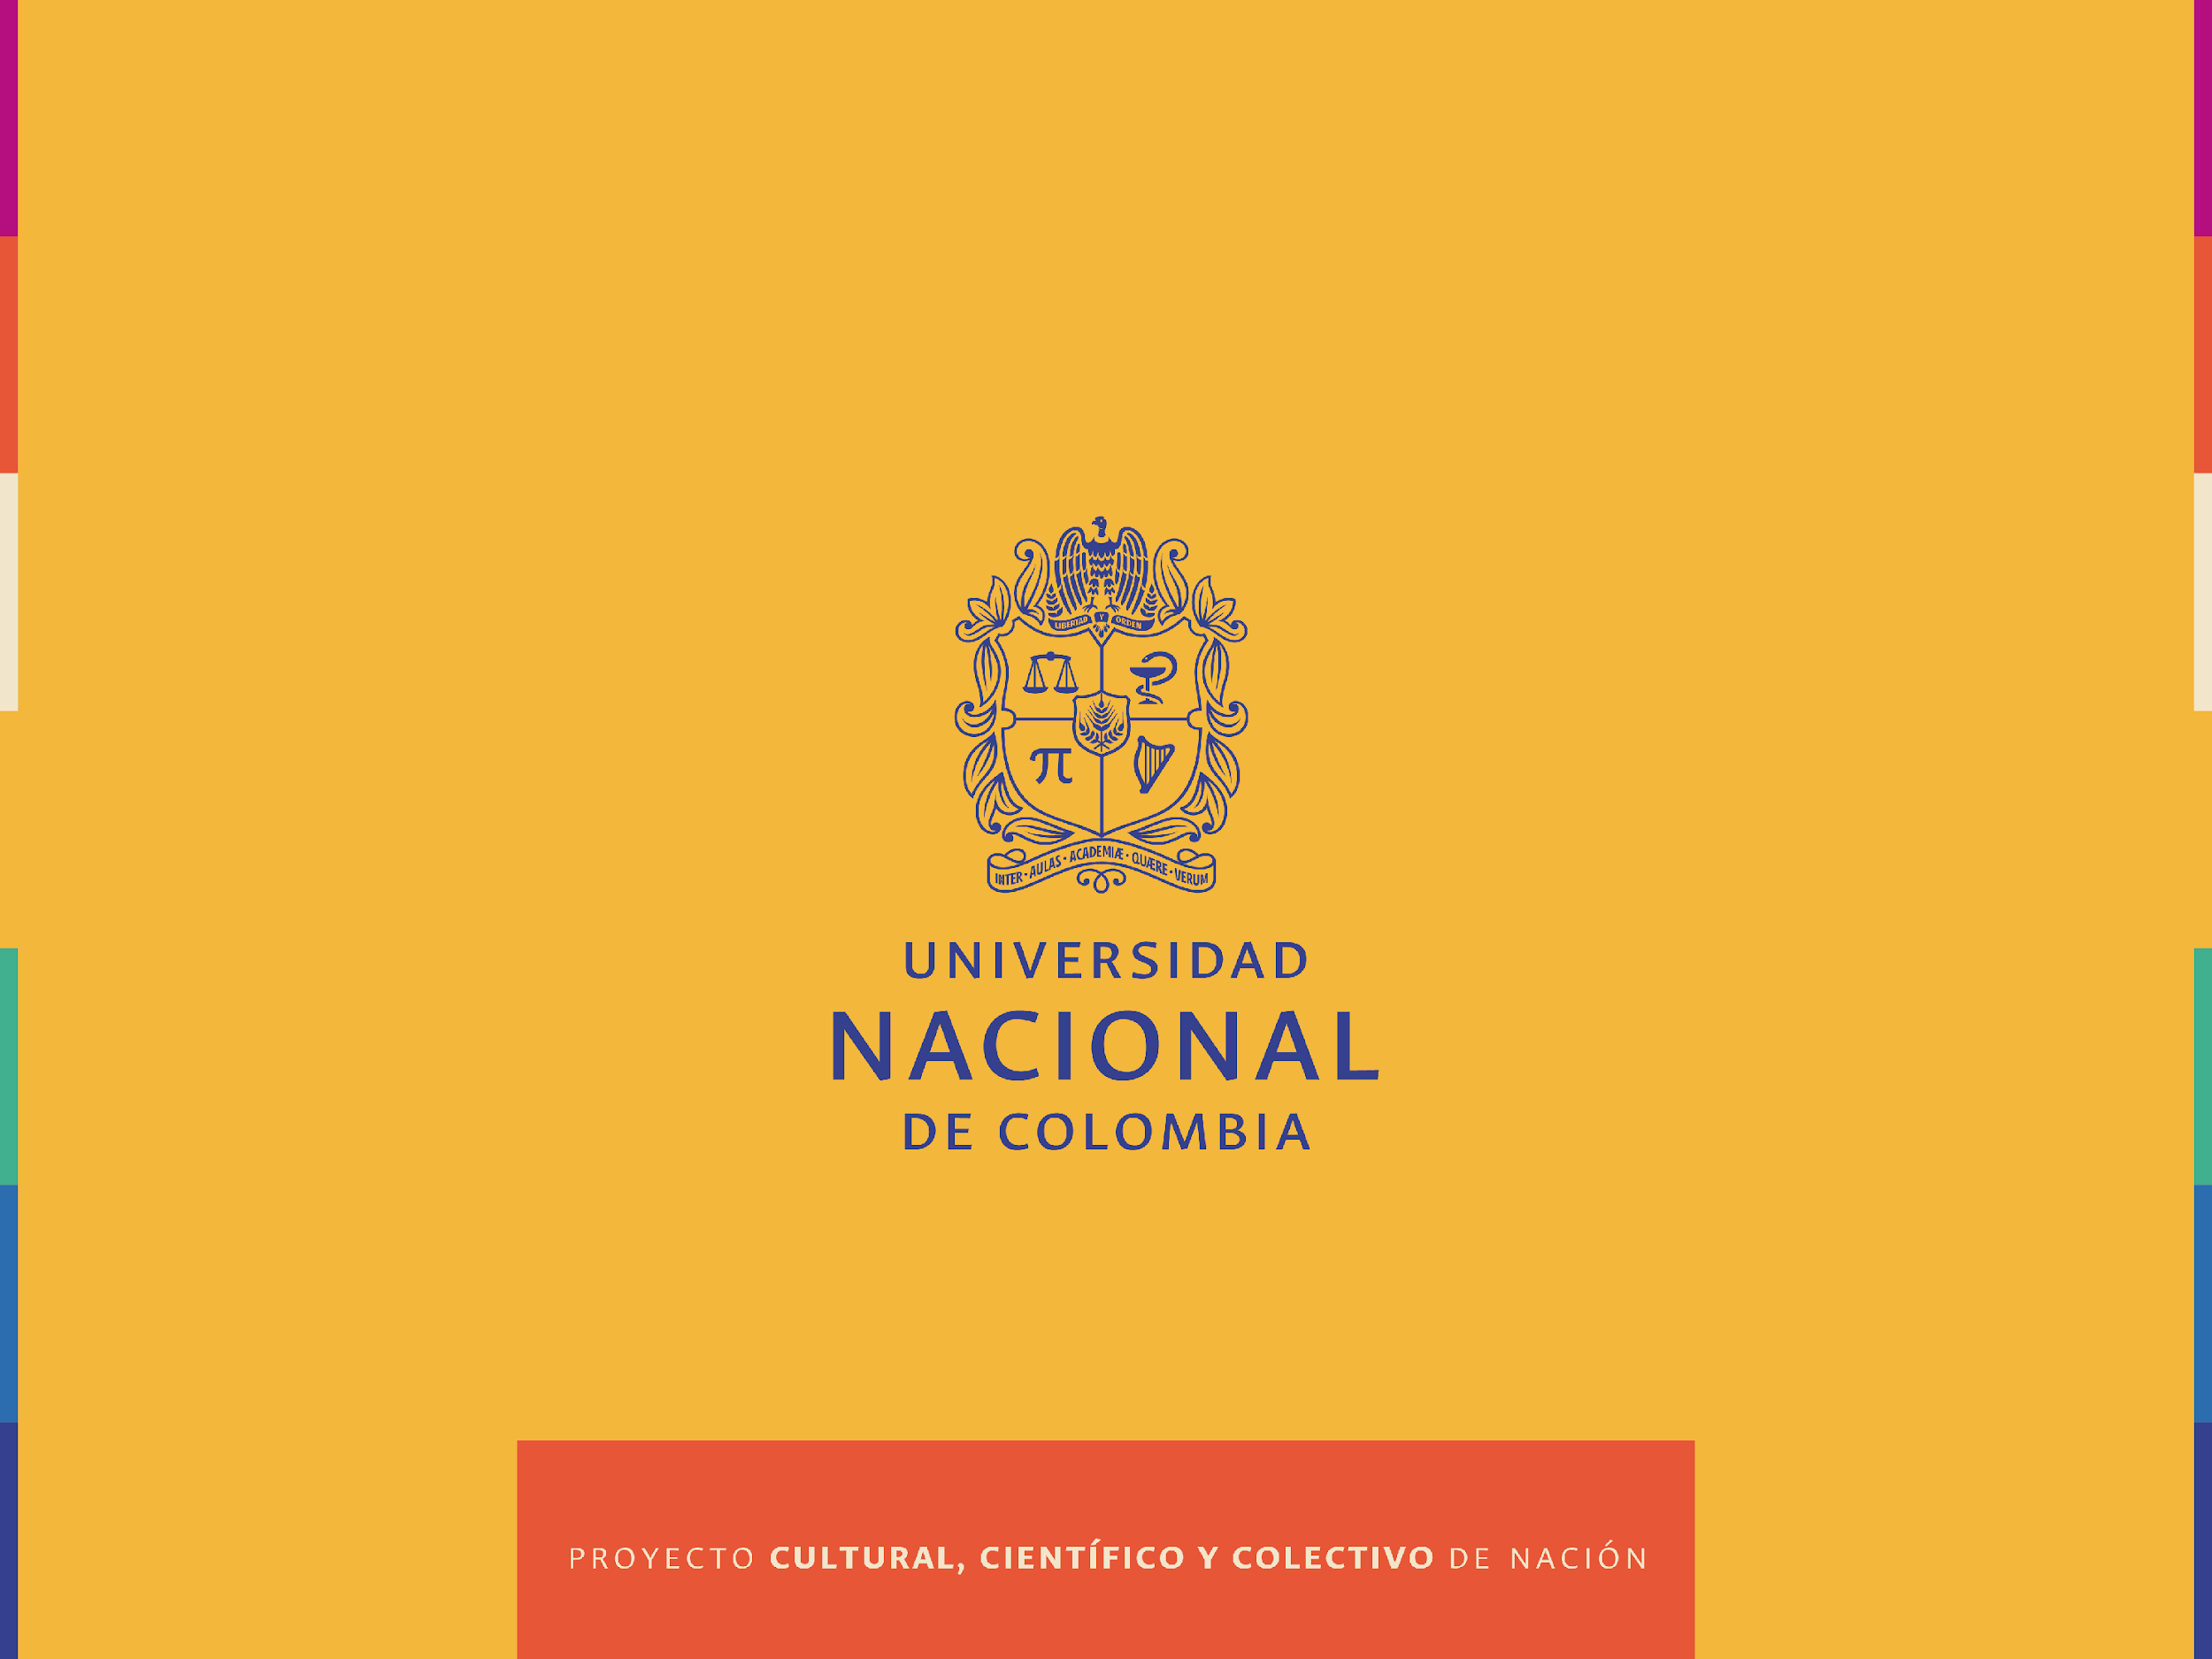 LIBERTAD Y ORDEN
π
INTER · AULAS · ACADEMIÆ · QUÆRE · VERUM
UNIVERSIDAD
NACIONAL
DE COLOMBIA
PROYECTO CULTURAL, CIENTÍFICO Y COLECTIVO DE NACIÓN